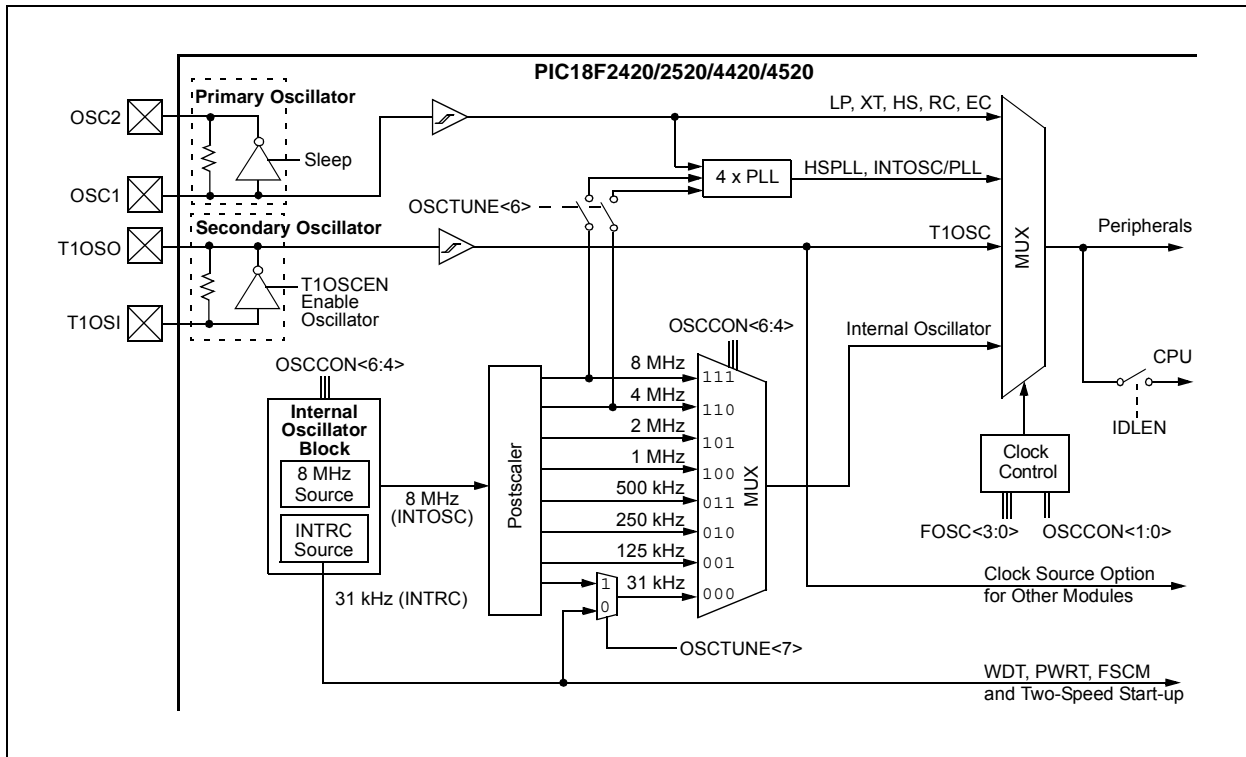 PIC18F2420/2520/4420/4520
Primary Oscillator
OSC2
Sleep
OSC1
LP, XT, HS, RC, EC
4 x PLL
HSPLL, INTOSC/PLL
OSCTUNE<6>
Secondary Oscillator
T1OSO
T1OSCEN
Enable
Oscillator
T1OSI
T1OSC
MUX
Peripherals
Internal Oscillator
CPU
IDLEN
Clock
Control
FOSC<3:0>
OSCCON<1:0>
OSCCON<6:4>
Internal
Oscillator
Block
8 MHz
Source
INTRC
Source
8 MHz
(INTOSC)
31 kHz (INTRC)
Postscaler
OSCCON<6:4>
8 MHz
111
4 MHz
110
2 MHz
101
1 MHz
100
500 kHz
011
250 kHz
010
125 kHz
001
1
0
31 kHz
000
MUX
OSCTUNE<7>
Clock Source Option
for Other Modules
WDT, PWRT, FSCM
and Two-Speed Start-up